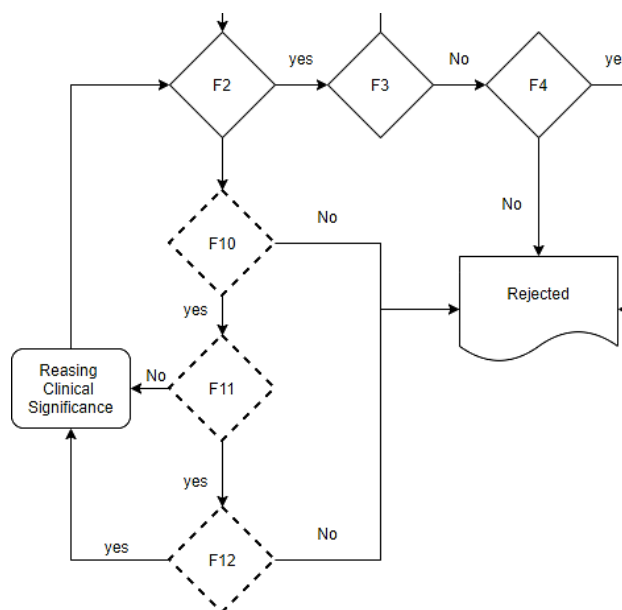 yes
No
ye
F2
F3
F4
No
No
F10
Rejected
yes
Reasing
Clinical
Significance
No
F11
yes
No
yes
F12